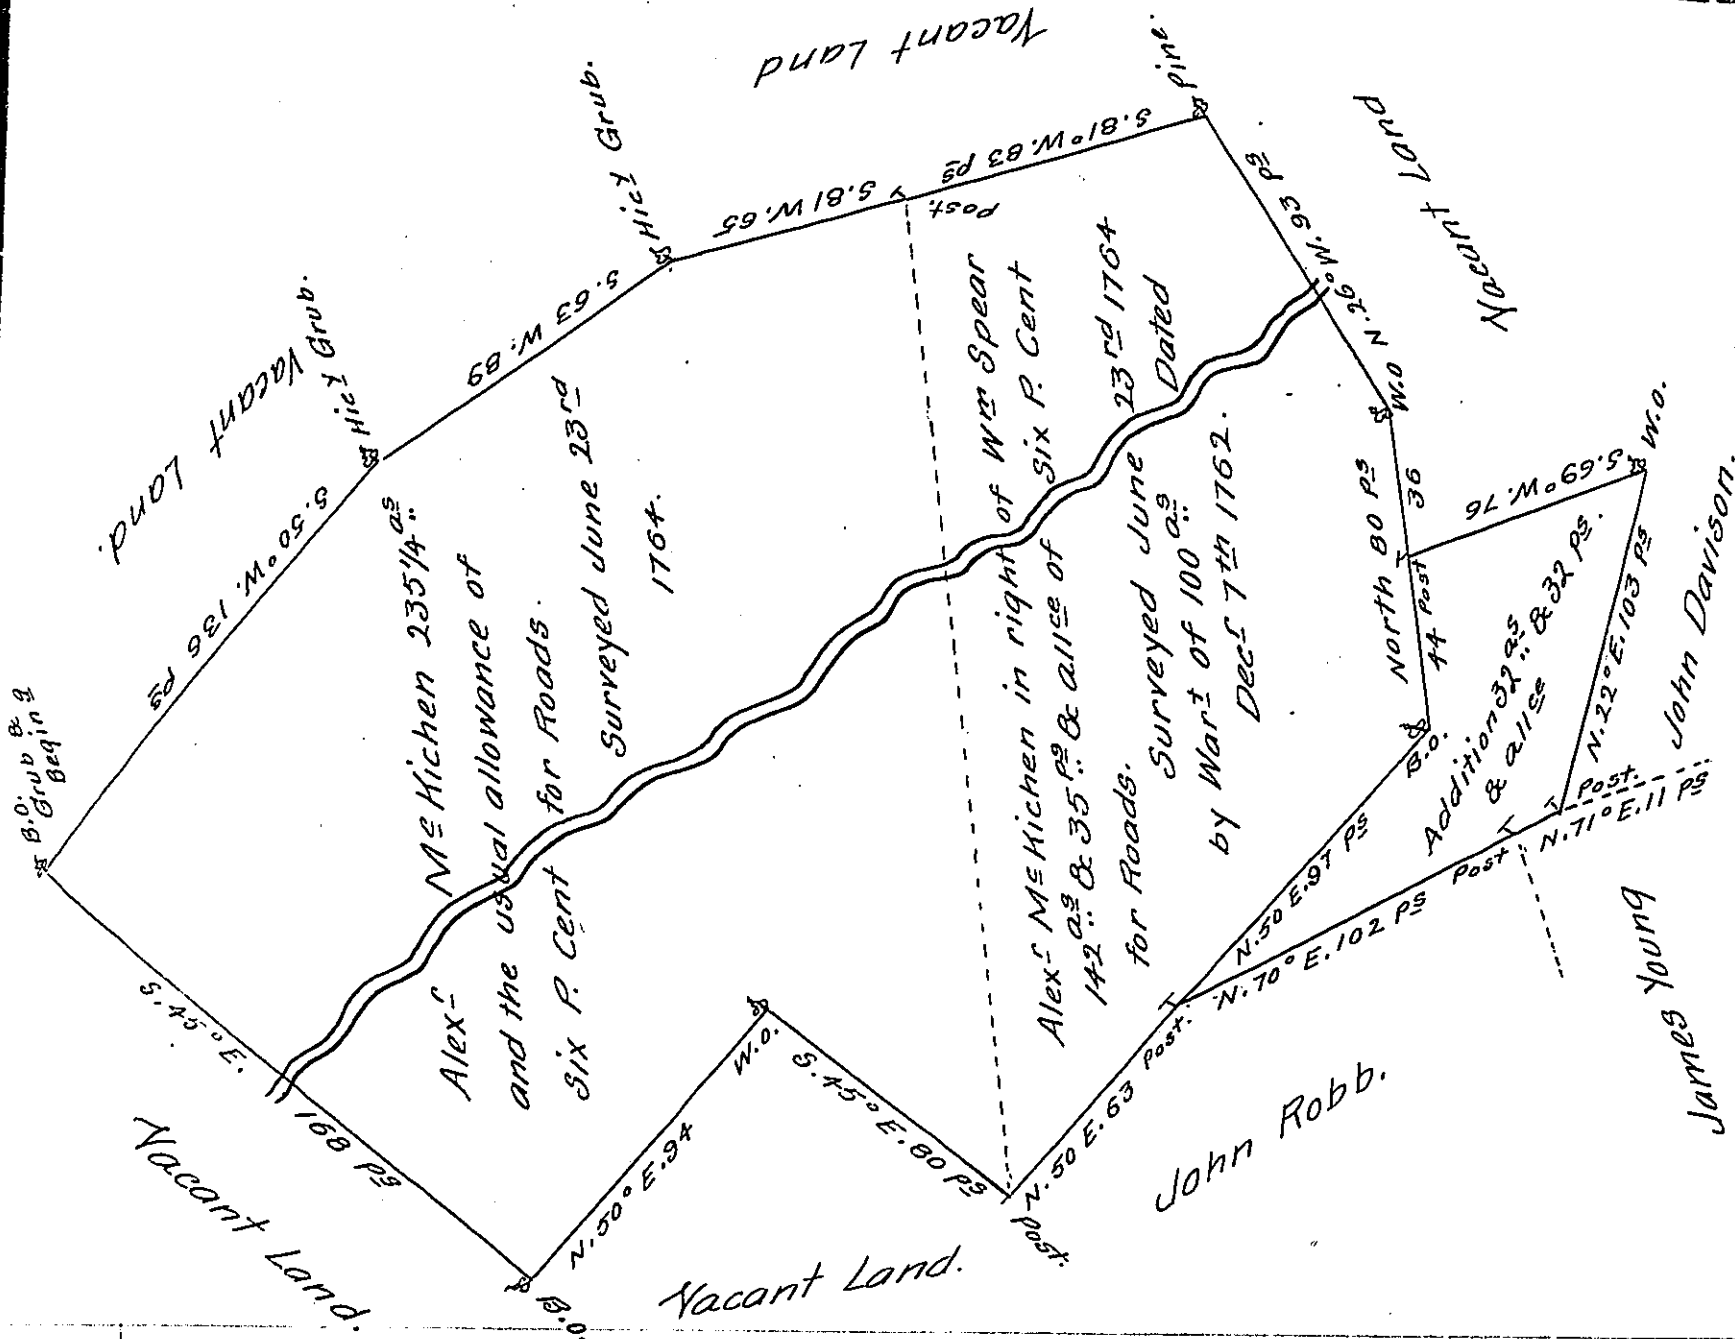 Vacant Land
Vacant Land.
B.O. Grub &
Begin g
S. 50° W. 136 ps
Hicy Grub.
S. 63 W. 89
Hicy Grub.
S. 81 W. 65
Post.
S. 81° W. 83 ps
Pine.
N. 26° W. 93 ps
Vacant Land
W.O.
North 80 ps
36
Post
44
B.O.
S. 69° W. 76
W.O.
N. 22° E. 103 ps
John Davison.
Post.
N. 71° E. 11 ps
Post
N. 70° E. 102 ps
James Young
Addition 32 as & 32 ps.
& allce
N. 50 E. 97 ps
Post.
N. 50 E. 63
John Robb.
Post.
S. 45° E. 80 ps
W.O.
N. 50° E. 94
Vacant Land.
B.O.
S. 45° E.
168 ps
Vacant Land.
Alexr McKichen 235 1/4 as
and the usual allowance of
Six P. Cent for Roads.
Surveyed June 23rd
1764.
Alexr McKichen in right of Wm Spear
142 as & 35 ps & allce of Six P. Cent
for Roads.
Surveyed June 23rd 1764
by Wart of 100 as Dated
Decr 7th 1762.